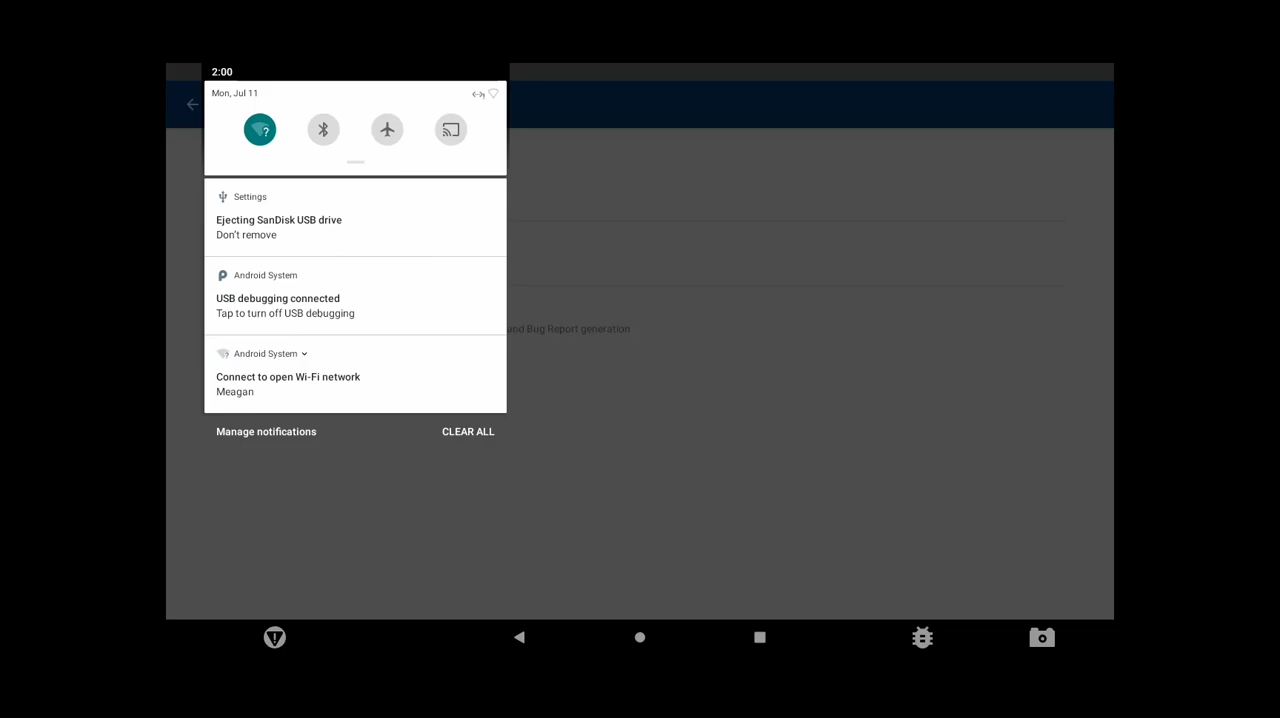 2:00
Mon, Jul 11
Settings
Ejecting SanDisk USB drive
Don't remove
Android System
USB debugging connected
Tap to turn off USB debugging
and Bug Report generation
Android System
Connect to open Wi-Fi network
Meagan
Manage notifications
CLEAR ALL